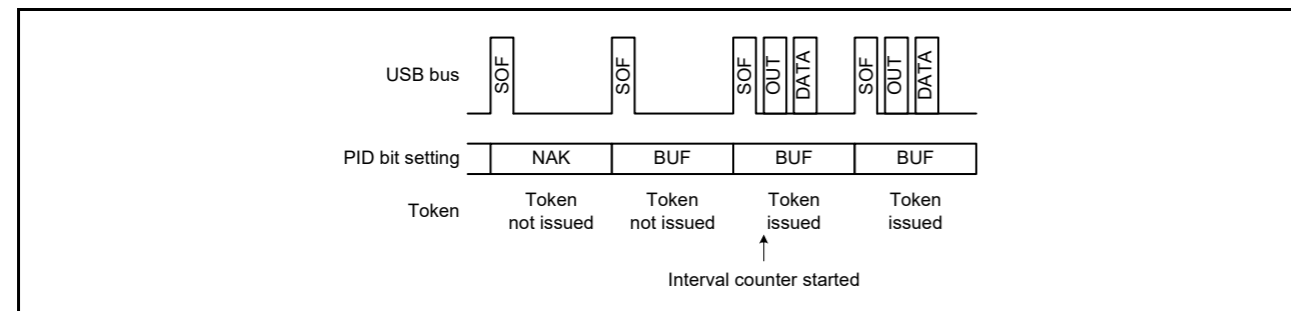 USB bus SOF SOF SOF OUT DATA SOF OUT DATA
PID bit setting NAK BUF BUF BUF
Token Token Token Token Token
not issued not issued issued issued
Interval counter started